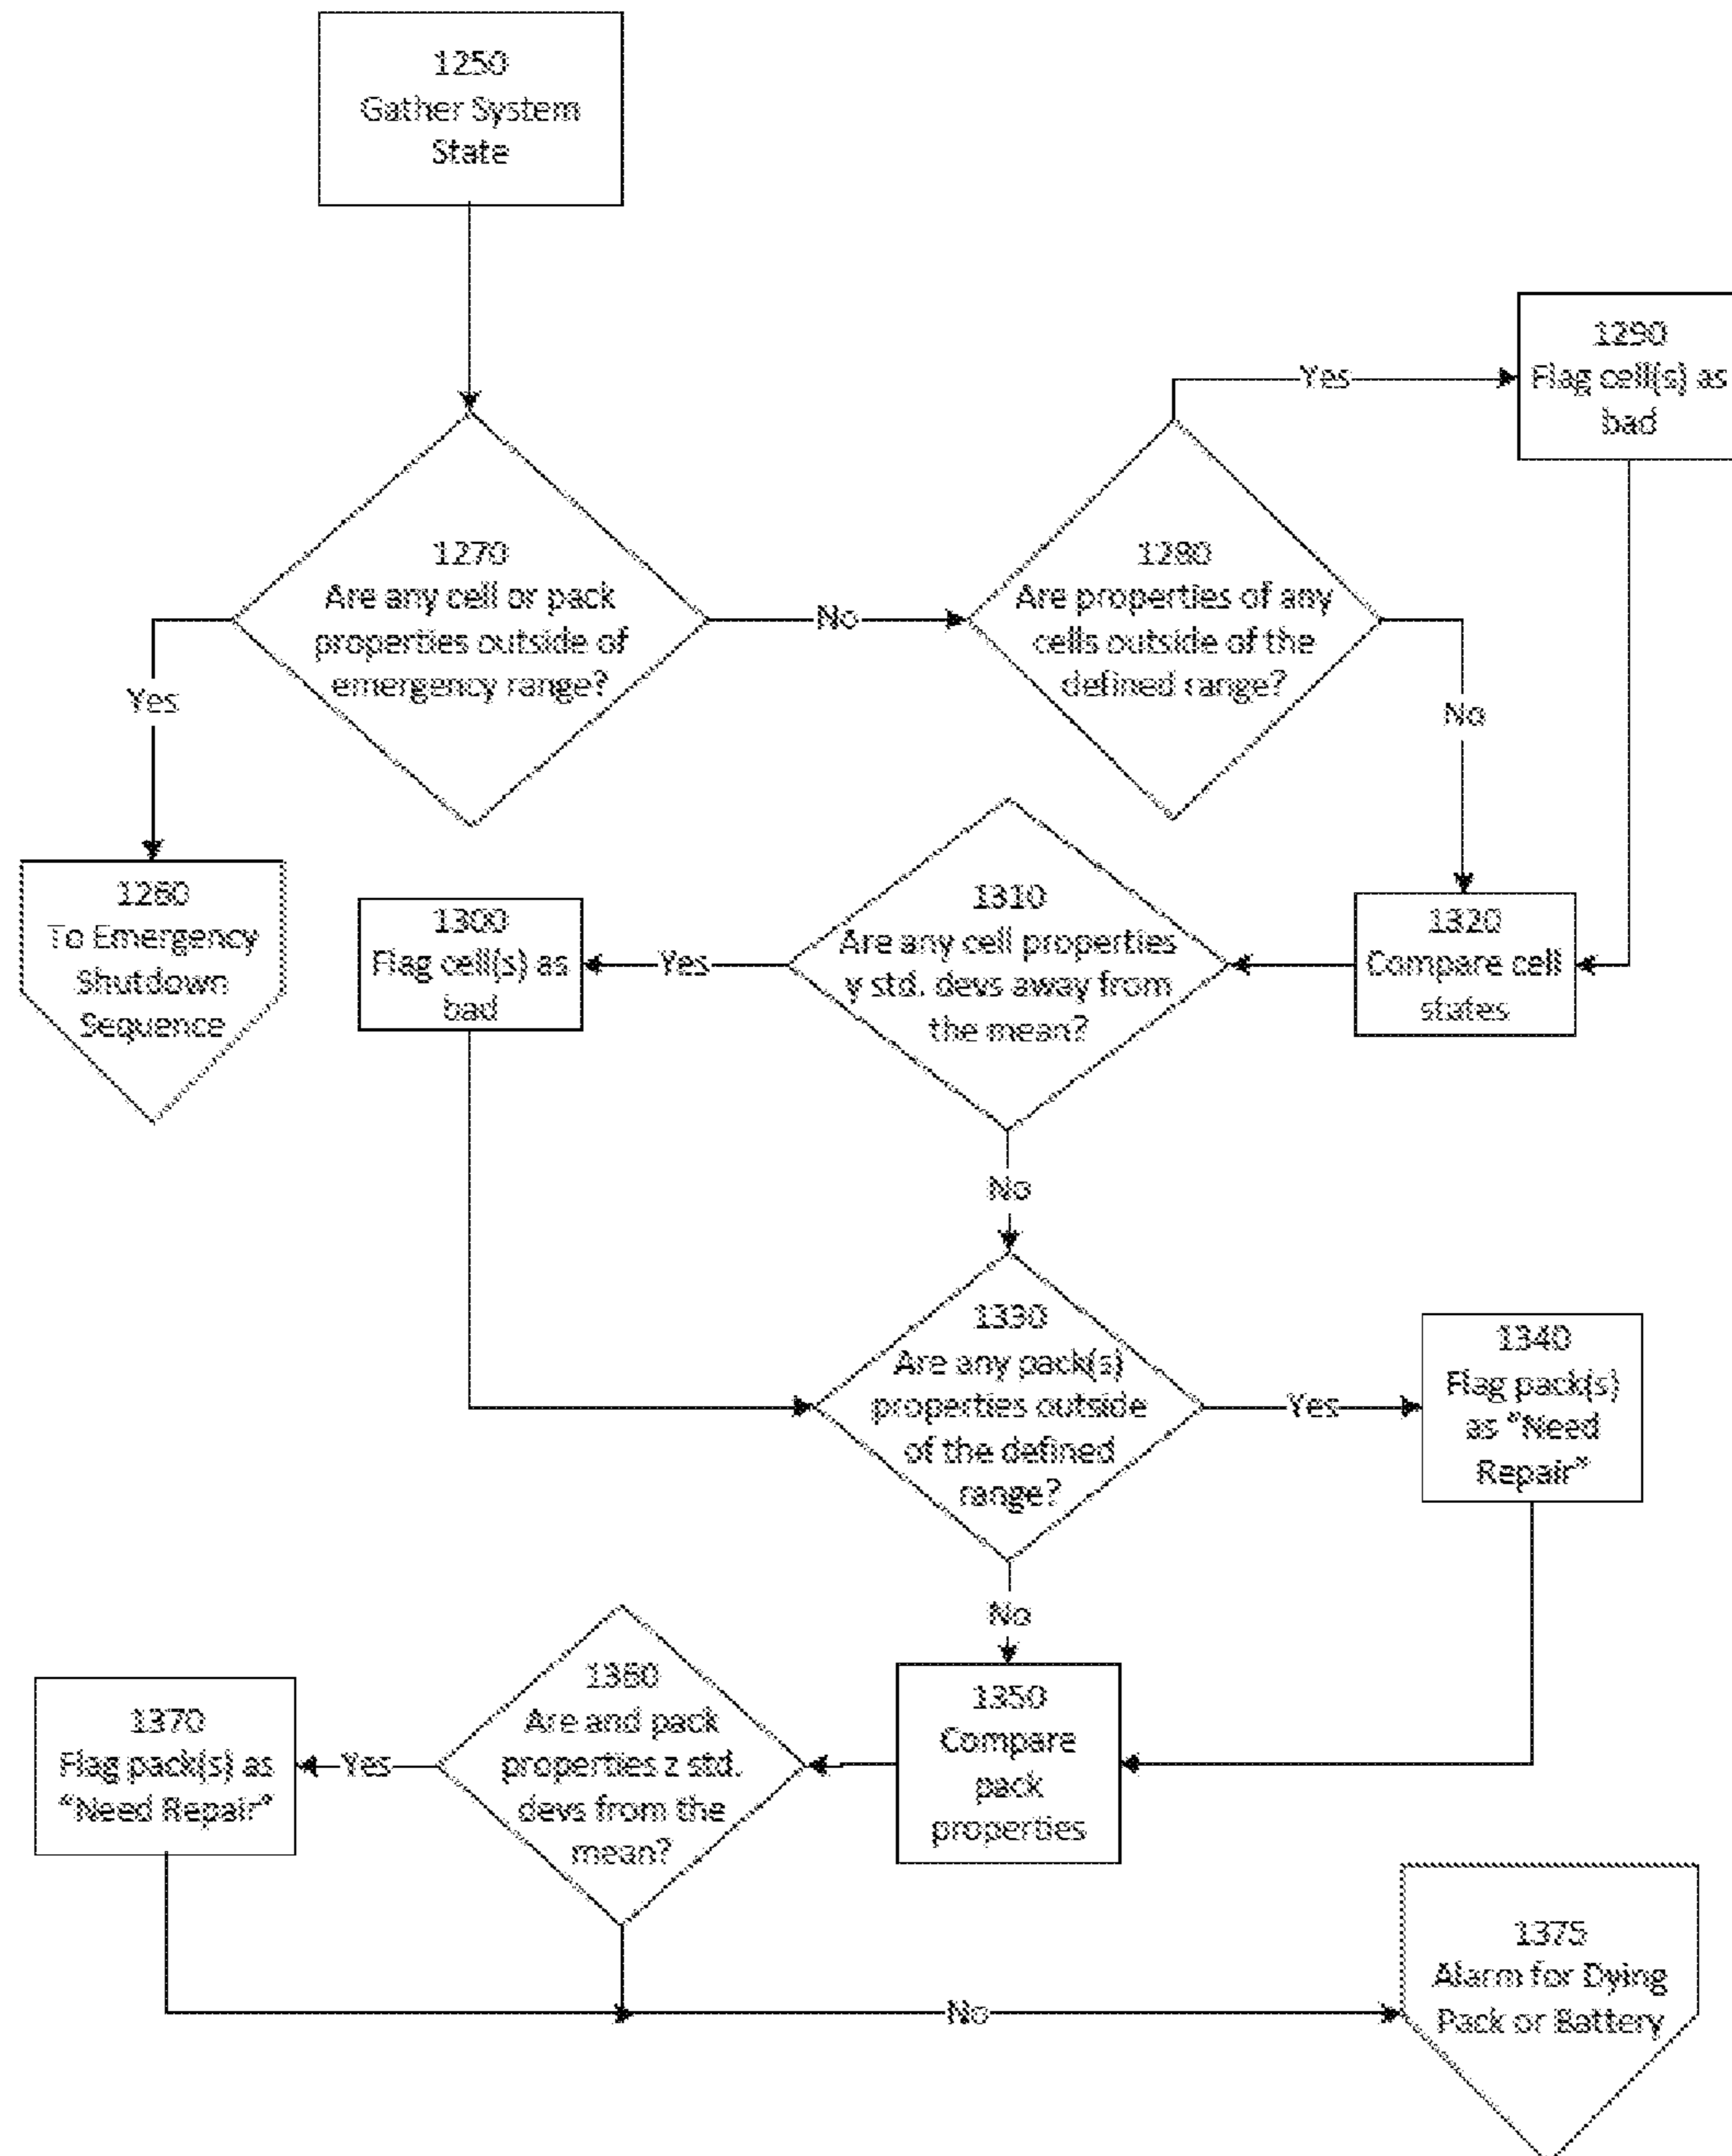 1250
Gather System
State
1290
Flag cell(s) as
bad
Yes
1270
Are any cell or pack
properties outside of
emergency range?
No
1280
Are properties of any
cells outside of the
defined range?
Yes
No
1260
To Emergency
Shutdown
Sequence
1300
Flag cell(s) as
bad
Yes
1310
Are any cell properties
y std. devs away from
the mean?
1320
Compare cell
states
No
1330
Are any pack(s)
properties outside
of the defined
range?
Yes
1340
Flag pack(s)
as "Need
Repair"
No
1370
Flag pack(s) as
"Need Repair"
Yes
1360
Are and pack
properties z std.
devs from the
mean?
1350
Compare
pack
properties
No
1375
Alarm for Dying
Pack or Battery